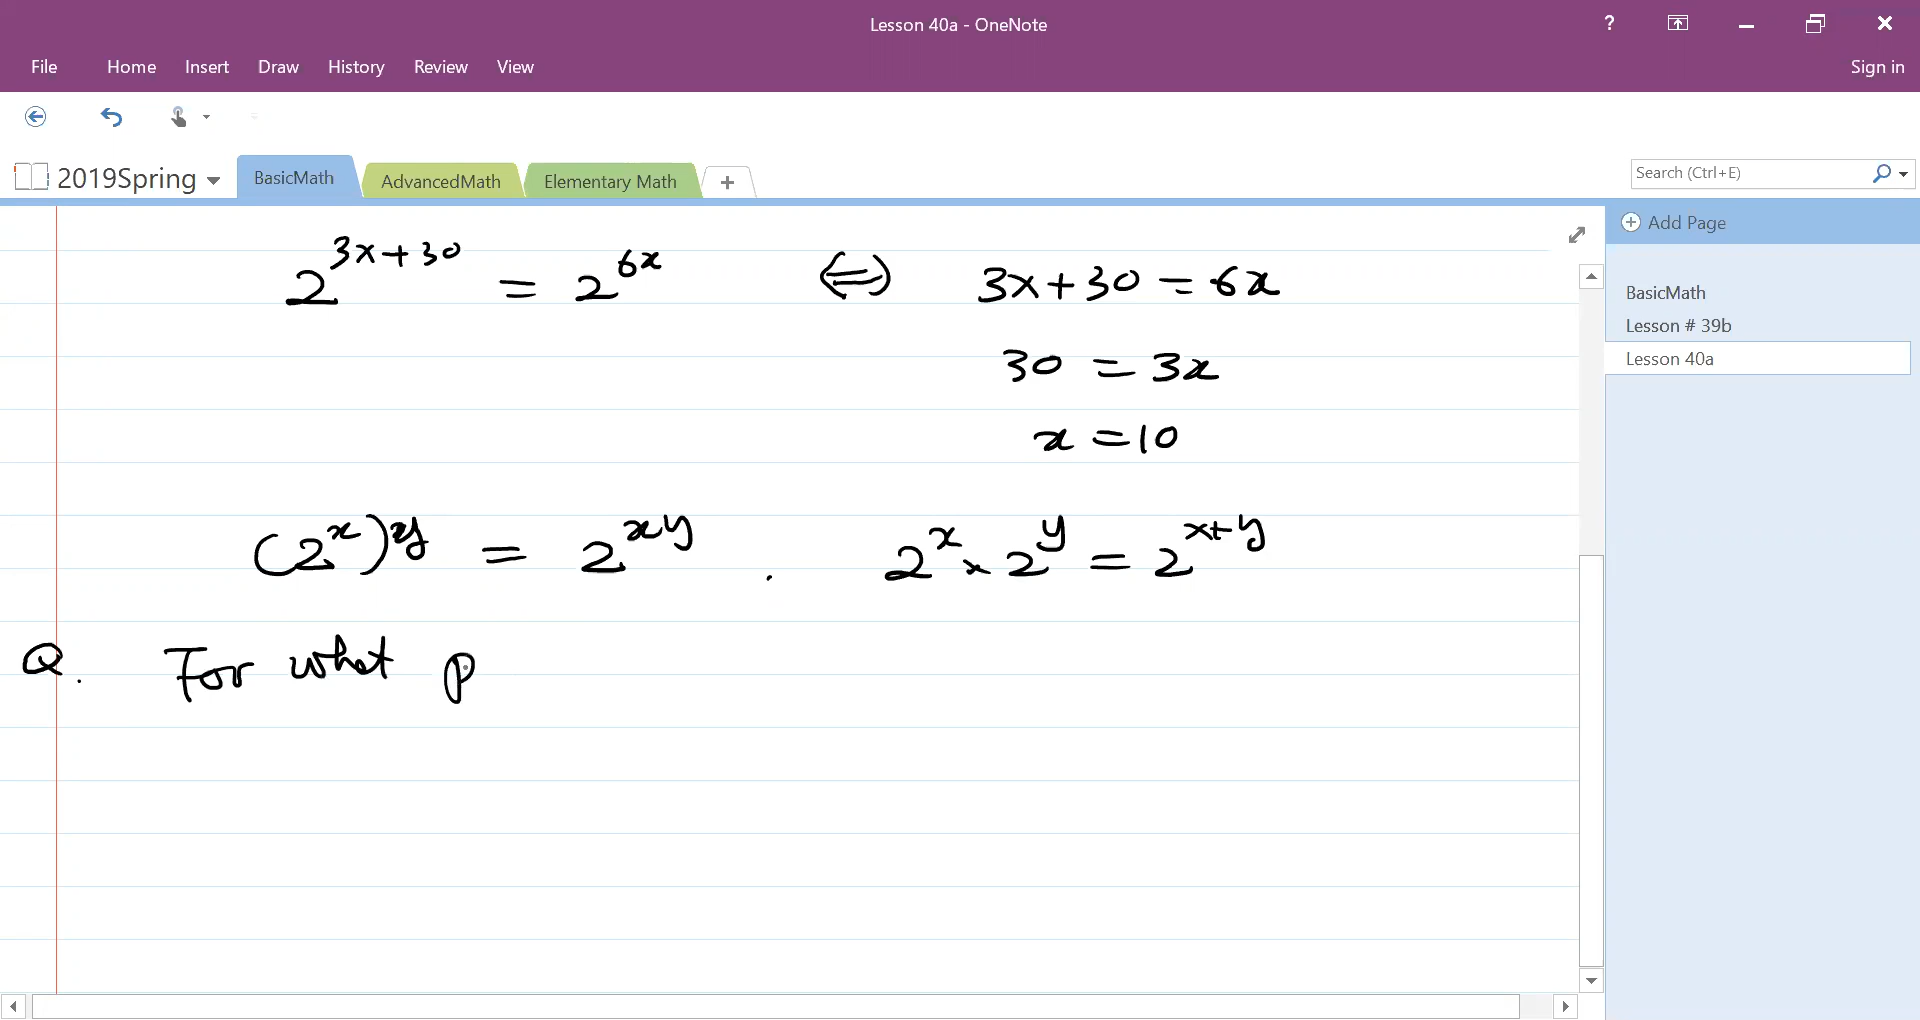 Lesson 40a - OneNote
?
File Home Insert Draw History Review View
Sign in
2019Spring
BasicMath AdvancedMath Elementary Math +
Search (Ctrl+E)
Add Page
BasicMath
Lesson # 39b
Lesson 40a
2^{3x+30} = 2^{6x} ⟺ 3x+30 = 6x
30 = 3x
x = 10
(2^x)^y = 2^{xy} . 2^x × 2^y = 2^{x+y}
Q. For what p